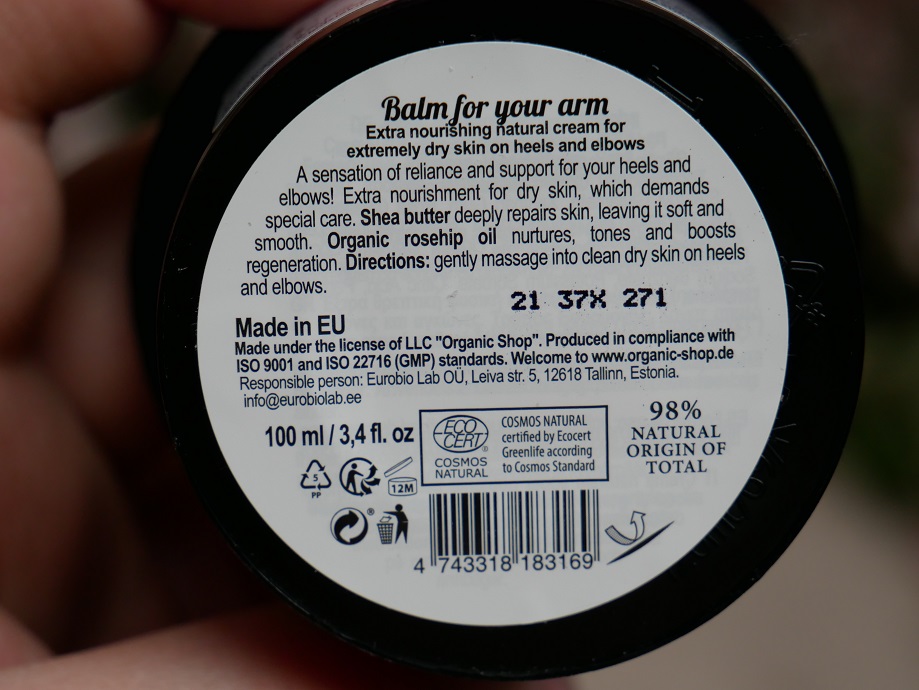 Balm for your arm
Extra nourishing natural cream for
extremely dry skin on heels and elbows
A sensation of reliance and support for your heels and
elbows! Extra nourishment for dry skin, which demands
special care. Shea butter deeply repairs skin, leaving it soft and
smooth. Organic rosehip oil nurtures, tones and boosts
regeneration. Directions: gently massage into clean dry skin on heels
and elbows.
21 37X 271
Made in EU
Made under the license of LLC "Organic Shop". Produced in compliance with
ISO 9001 and ISO 22716 (GMP) standards. Welcome to www.organic-shop.de
Responsible person: Eurobio Lab OÜ, Leiva str. 5, 12618 Tallinn, Estonia.
info@eurobiolab.ee
100 ml / 3,4 fl. oz
ECO
CERT®
COSMOS
NATURAL
COSMOS NATURAL
certified by Ecocert
Greenlife according
to Cosmos Standard
98%
NATURAL
ORIGIN OF
TOTAL
5
PP
12M
®
4 743318 183169